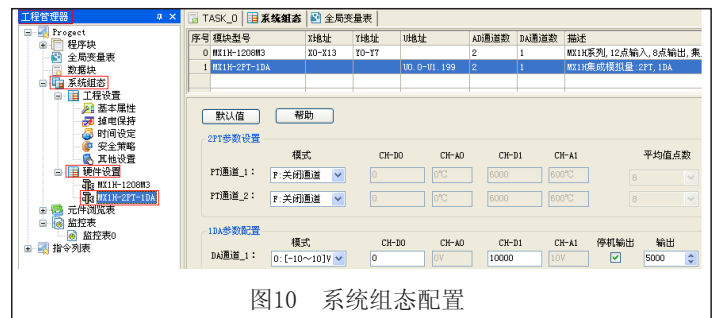 工程管理器
TASK_0 系统组态 全局变量表
Progect
程序块
全局变量表
数据块
系统组态
工程设置
基本属性
掉电保持
时间设定
安全策略
其他设置
硬件设置
MX1H-1208M3
MX1H-2PT-1DA
元件浏览表
监控表
监控表0
指令列表
序号 模块型号 X地址 Y地址 U地址 AD通道数 DA通道数 描述
0 MX1H-1208M3 X0-X13 Y0-Y7 2 1 MX1H系列,12点输入,8点输出,集
1 MX1H-2PT-1DA U0.0-U1.199 2 1 MX1H集成模拟量:2PT,1DA
默认值 帮助
2PT参数设置
模式 CH-D0 CH-A0 CH-D1 CH-A1 平均值点数
PT通道_1: F:关闭通道 0 0℃ 6000 600℃ 8
PT通道_2: F:关闭通道 0 0℃ 6000 600℃ 8
1DA参数配置
模式 CH-D0 CH-A0 CH-D1 CH-A1 停机输出 输出
DA通道_1: 0:[-10～10]V 0 0V 10000 10V 5000
图10 系统组态配置